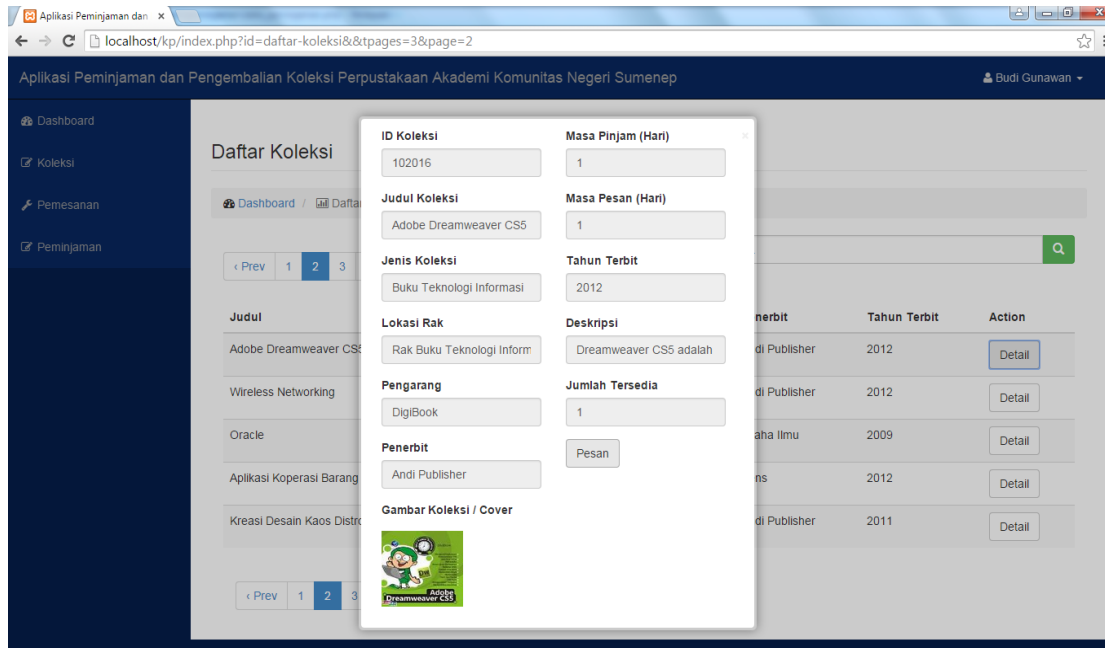 Aplikasi Peminjaman dan
localhost/kp/index.php?id=daftar-koleksi&&tpages=3&page=2
Aplikasi Peminjaman dan Pengembalian Koleksi Perpustakaan Akademi Komunitas Negeri Sumenep
Budi Gunawan
Dashboard
Koleksi
Pemesanan
Peminjaman
Daftar Koleksi
Dashboard / Dafta
‹ Prev 1 2 3
Judul nerbit Tahun Terbit Action
Adobe Dreamweaver CS5 di Publisher 2012 Detail
Wireless Networking di Publisher 2012 Detail
Oracle aha Ilmu 2009 Detail
Aplikasi Koperasi Barang ns 2012 Detail
Kreasi Desain Kaos Distro di Publisher 2011 Detail
‹ Prev 1 2 3
ID Koleksi
102016
Judul Koleksi
Adobe Dreamweaver CS5
Jenis Koleksi
Buku Teknologi Informasi
Lokasi Rak
Rak Buku Teknologi Inform
Pengarang
DigiBook
Penerbit
Andi Publisher
Gambar Koleksi / Cover
Adobe
Dreamweaver CS5
Masa Pinjam (Hari)
1
Masa Pesan (Hari)
1
Tahun Terbit
2012
Deskripsi
Dreamweaver CS5 adalah
Jumlah Tersedia
1
Pesan